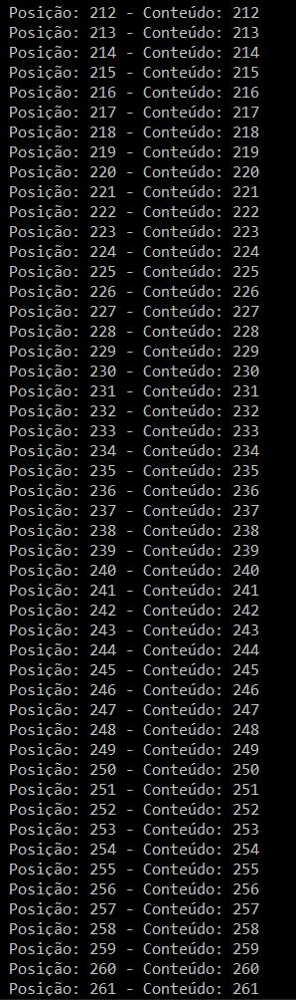 Posição: 212 - Conteúdo: 212
Posição: 213 - Conteúdo: 213
Posição: 214 - Conteúdo: 214
Posição: 215 - Conteúdo: 215
Posição: 216 - Conteúdo: 216
Posição: 217 - Conteúdo: 217
Posição: 218 - Conteúdo: 218
Posição: 219 - Conteúdo: 219
Posição: 220 - Conteúdo: 220
Posição: 221 - Conteúdo: 221
Posição: 222 - Conteúdo: 222
Posição: 223 - Conteúdo: 223
Posição: 224 - Conteúdo: 224
Posição: 225 - Conteúdo: 225
Posição: 226 - Conteúdo: 226
Posição: 227 - Conteúdo: 227
Posição: 228 - Conteúdo: 228
Posição: 229 - Conteúdo: 229
Posição: 230 - Conteúdo: 230
Posição: 231 - Conteúdo: 231
Posição: 232 - Conteúdo: 232
Posição: 233 - Conteúdo: 233
Posição: 234 - Conteúdo: 234
Posição: 235 - Conteúdo: 235
Posição: 236 - Conteúdo: 236
Posição: 237 - Conteúdo: 237
Posição: 238 - Conteúdo: 238
Posição: 239 - Conteúdo: 239
Posição: 240 - Conteúdo: 240
Posição: 241 - Conteúdo: 241
Posição: 242 - Conteúdo: 242
Posição: 243 - Conteúdo: 243
Posição: 244 - Conteúdo: 244
Posição: 245 - Conteúdo: 245
Posição: 246 - Conteúdo: 246
Posição: 247 - Conteúdo: 247
Posição: 248 - Conteúdo: 248
Posição: 249 - Conteúdo: 249
Posição: 250 - Conteúdo: 250
Posição: 251 - Conteúdo: 251
Posição: 252 - Conteúdo: 252
Posição: 253 - Conteúdo: 253
Posição: 254 - Conteúdo: 254
Posição: 255 - Conteúdo: 255
Posição: 256 - Conteúdo: 256
Posição: 257 - Conteúdo: 257
Posição: 258 - Conteúdo: 258
Posição: 259 - Conteúdo: 259
Posição: 260 - Conteúdo: 260
Posição: 261 - Conteúdo: 261